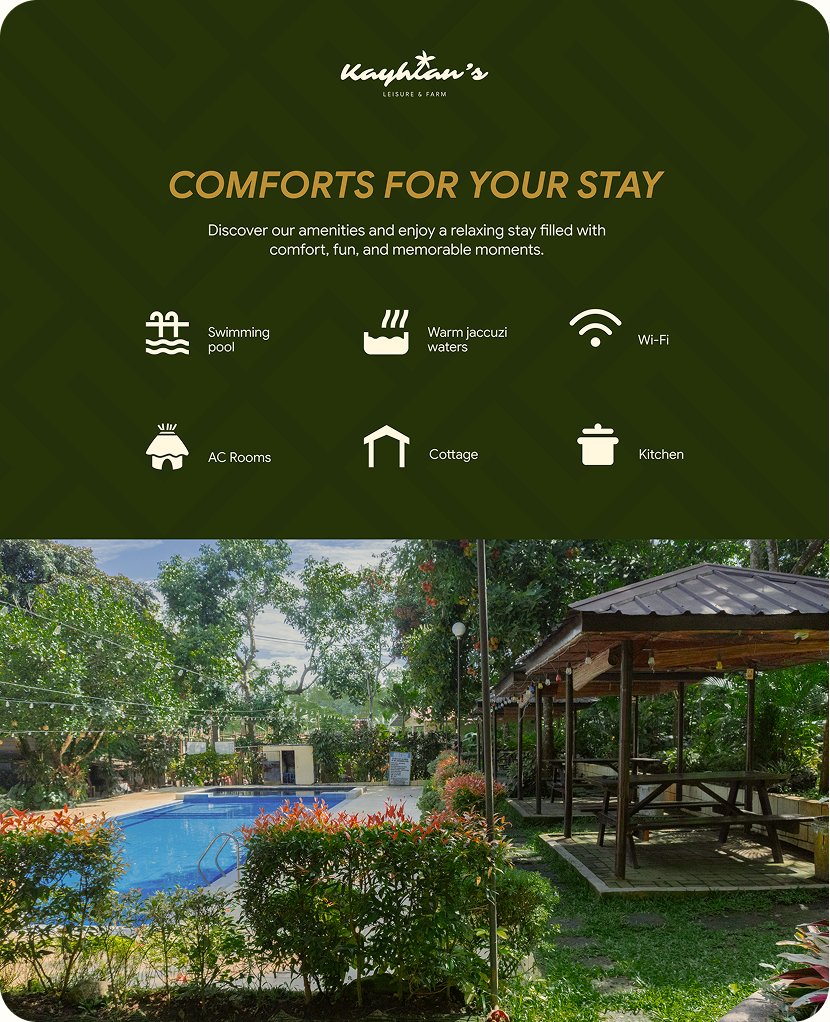 Kayhian's
LEISURE & FARM
COMFORTS FOR YOUR STAY
Discover our amenities and enjoy a relaxing stay filled with
comfort, fun, and memorable moments.
Swimming
pool
Warm jaccuzi
waters
Wi-Fi
AC Rooms
Cottage
Kitchen